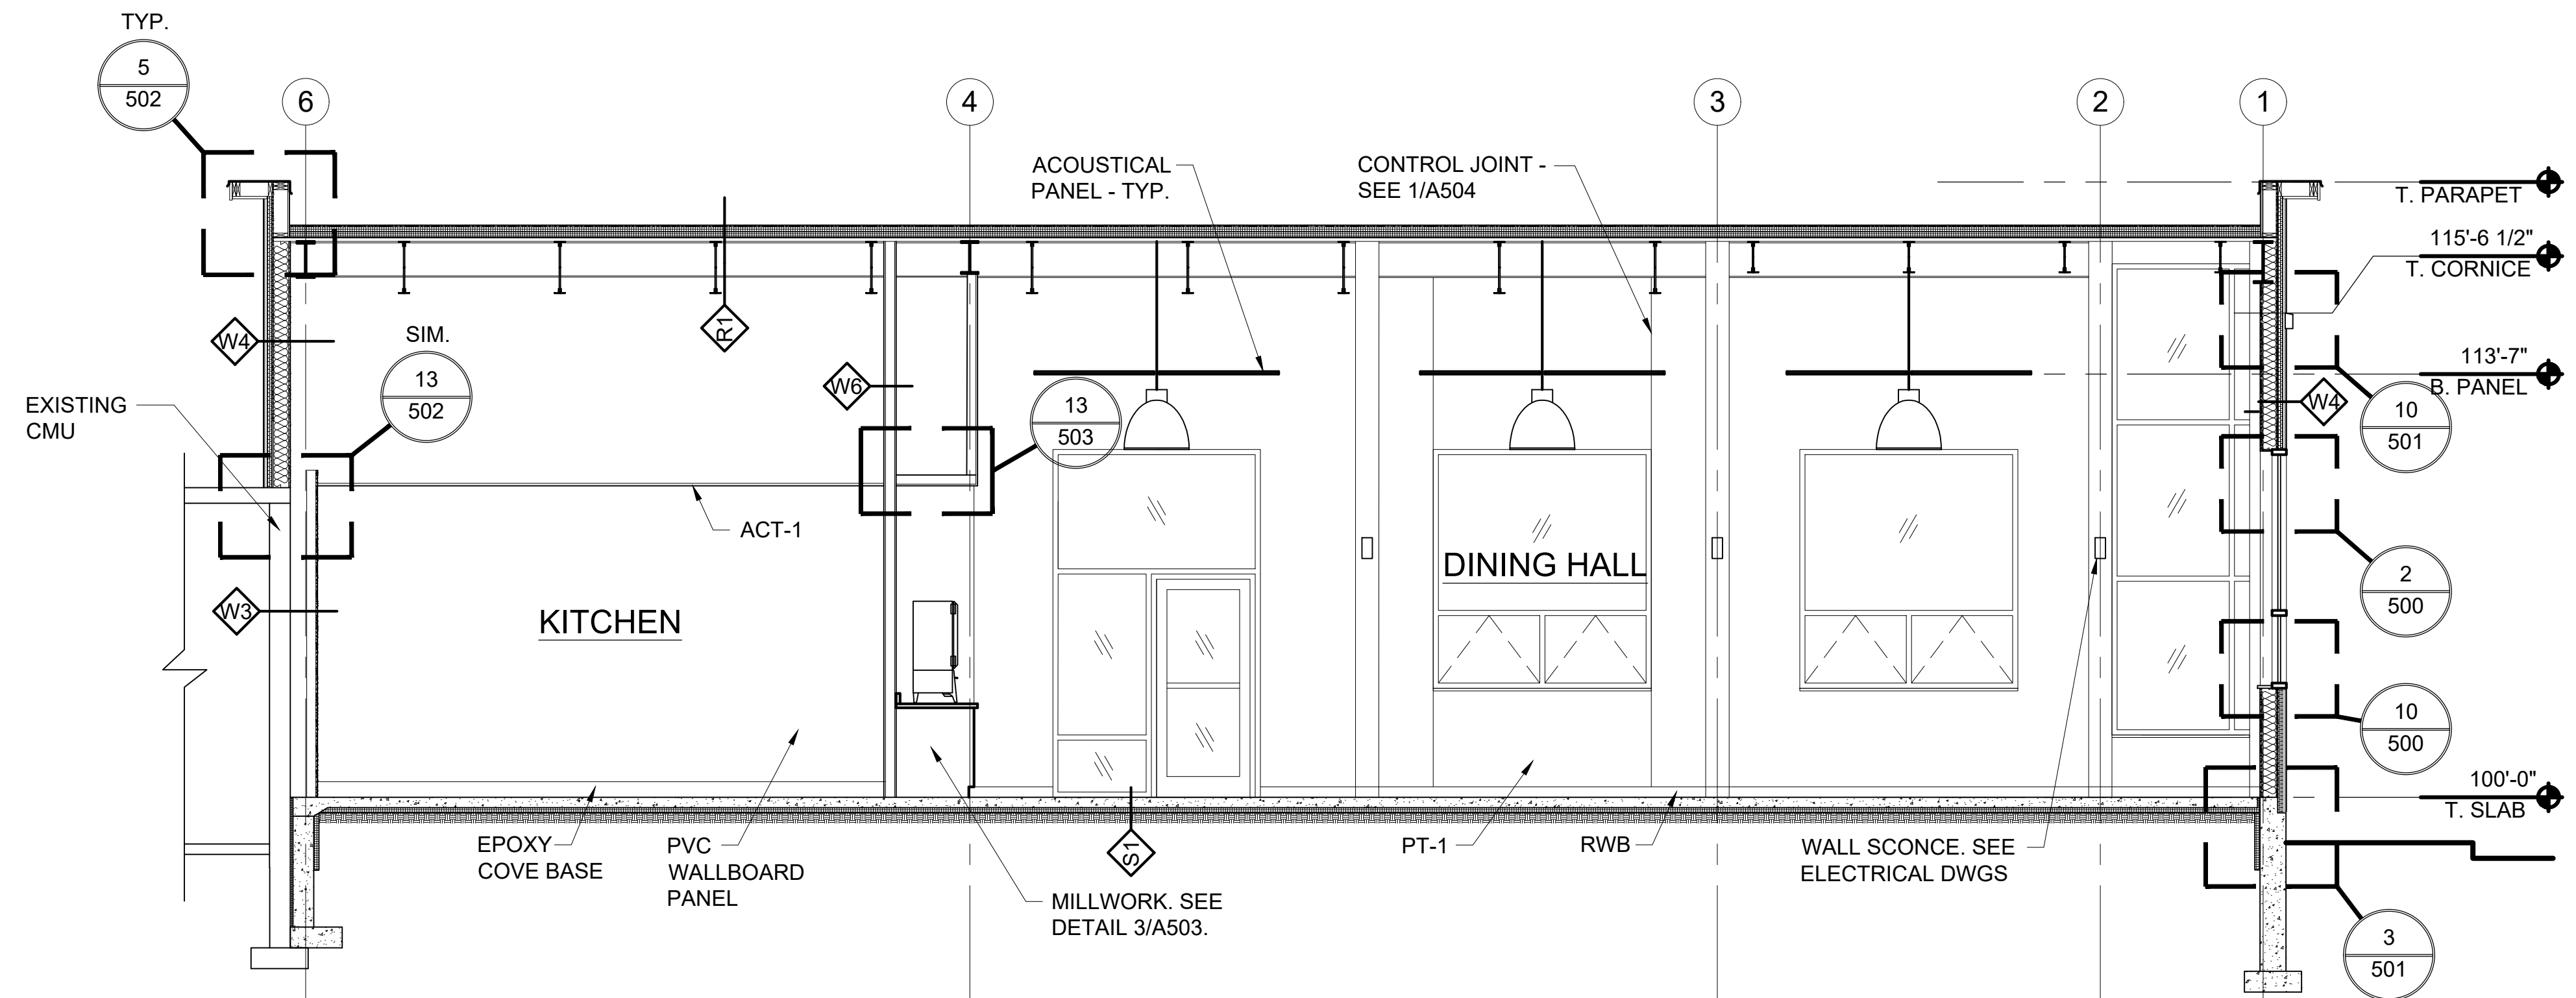 TYP.
5
502
6
4
3
2
1
ACOUSTICAL
PANEL - TYP.
CONTROL JOINT -
SEE 1/A504
T. PARAPET
115'-6 1/2"
T. CORNICE
113'-7"
B. PANEL
R1
W4
SIM.
13
502
W6
13
503
W4
10
501
EXISTING
CMU
ACT-1
DINING HALL
2
500
W3
KITCHEN
10
500
100'-0"
T. SLAB
EPOXY
COVE BASE
PVC
WALLBOARD
PANEL
S1
MILLWORK. SEE
DETAIL 3/A503.
PT-1
RWB
WALL SCONCE. SEE
ELECTRICAL DWGS
3
501